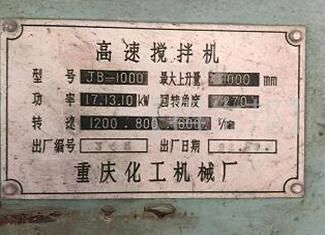 高速搅拌机
型号 JB-1000 最大上升量 1000 mm
功率 17.13.10 kW 回转角度 270
转速 1200.800.600 r/min
出厂编号 出厂日期
重庆化工机械厂